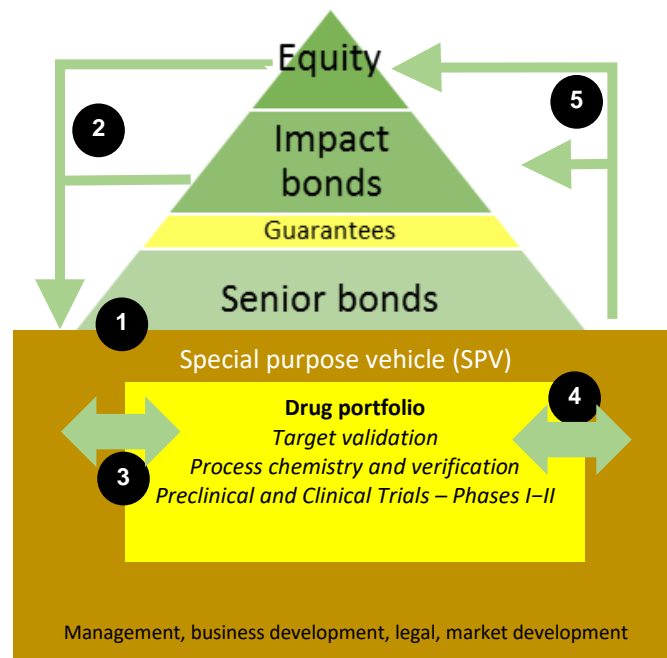 Equity
5
2
Impact
bonds
Guarantees
Senior bonds
1
Special purpose vehicle (SPV)
4
Drug portfolio
Target validation
3
Process chemistry and verification
Preclinical and Clinical Trials – Phases I–II
Management, business development, legal, market development